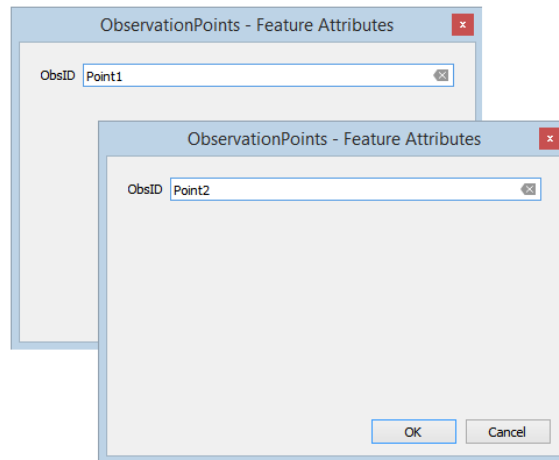 ObservationPoints - Feature Attributes
x
ObsID Point1
ObservationPoints - Feature Attributes
x
ObsID Point2
OK Cancel